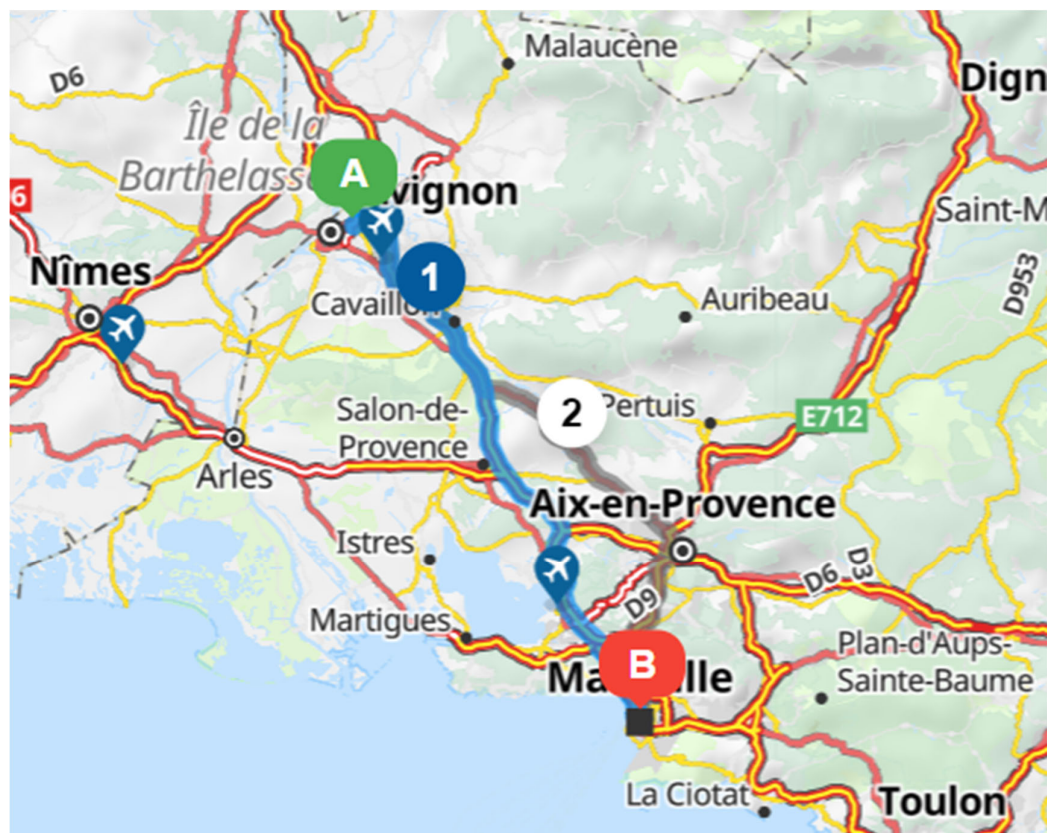 Malaucène
D6
Dign
Île de la
Barthelass
A
vignon
6
Saint-M
Nîmes
1
D953
Cavaillon
Auribeau
Salon-de-
Provence
2
Pertuis
E712
Arles
Aix-en-Provence
Istres
D6
D3
D9
Martigues
Plan-d'Aups-
Sainte-Baume
B
Ma lle
La Ciotat
Toulon